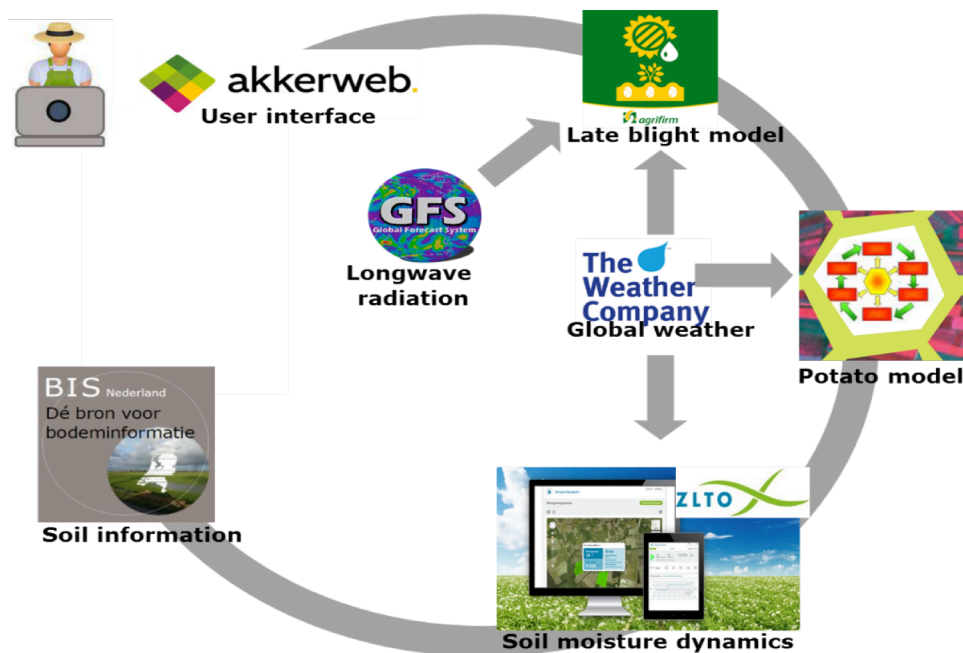 akkerweb.
User interface
agrifirm
Late blight model
GFS
Global Forecast System
Longwave
radiation
The
Weather
Company
Global weather
Potato model
BIS Nederland
Dé bron voor
bodeminformatie
Soil information
ZLTO
Soil moisture dynamics